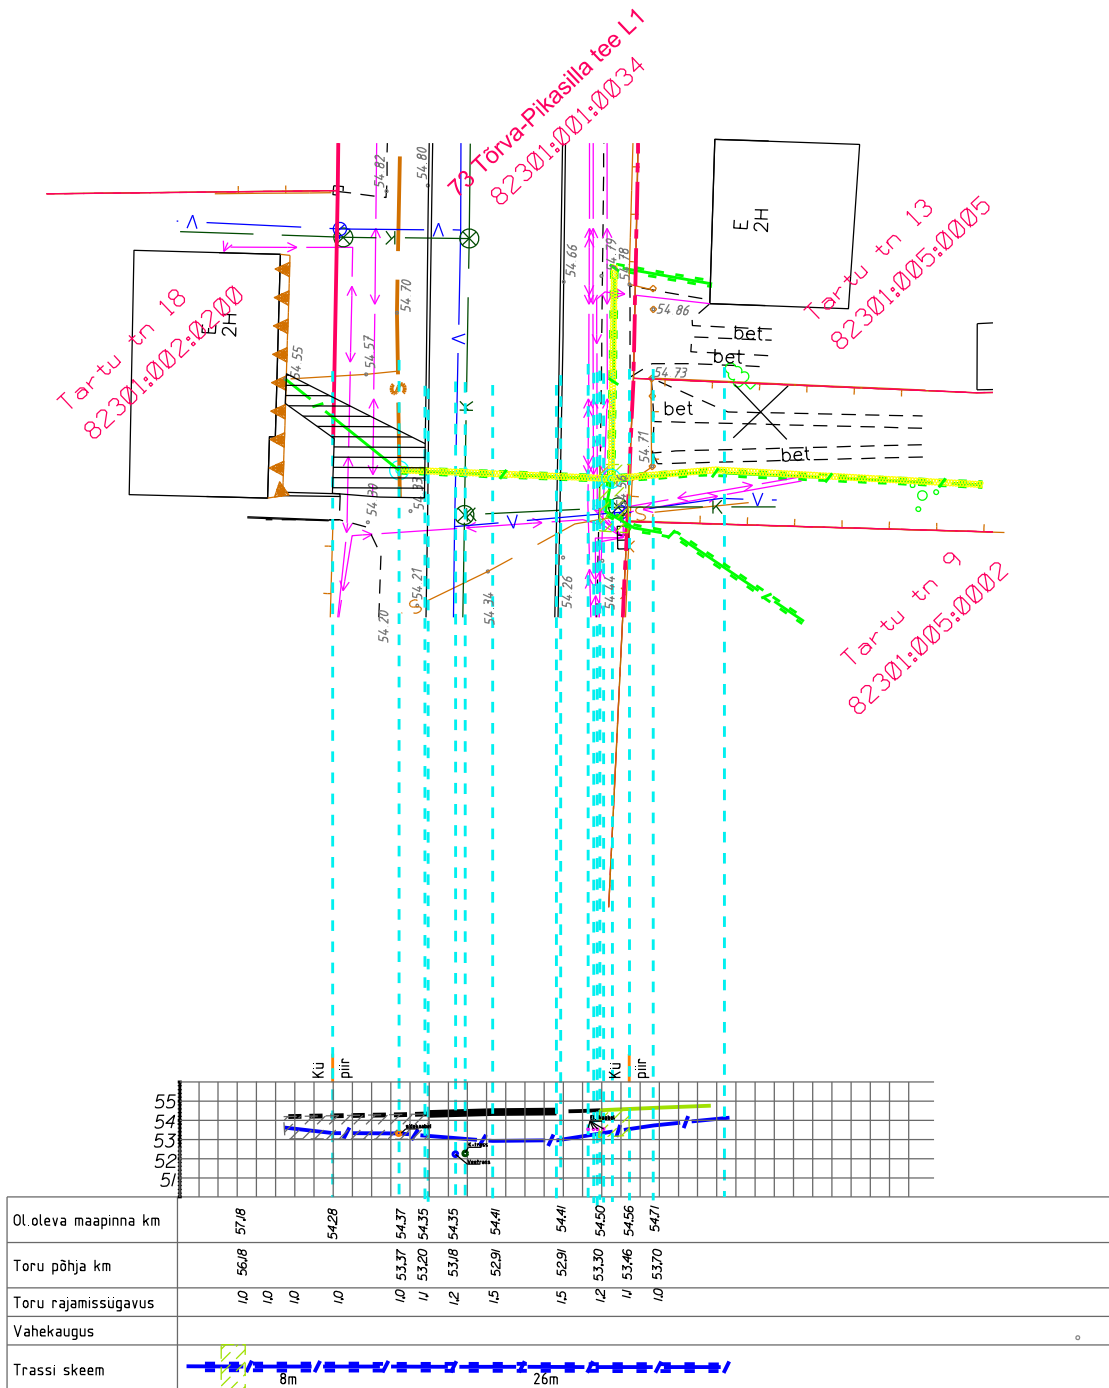 73 Tõrva-Pikasilla tee L1
82301:001:0034
54.82
54.80
V
V
K
E
2H
54.66
54.79
54.78
Tartu tn 13
82301:005:0005
54.70
54.86
Tartu tn 18
82301:002:0200
E
2H
V
bet
bet
54.57
54.55
54.73
S
K
bet
54.71
bet
54.30
54.33
54.56
V
K
K
V
S
54.21
54.20
S
54.34
54.26
54.44
Tartu tn 9
82301:005:0002
Kü piir
Kü piir
55
54
53
52
51
K-trass
Veetrass
Ol.oleva maapinna km
57.18 54.28 54.37 54.35 54.35 54.41 54.41 54.50 54.56 54.71
Toru põhja km
56.18 53.37 53.20 53.18 52.91 52.91 53.30 53.46 53.70
Toru rajamissügavus
1.0 1.0 1.0 1.0 1.0 1.1 1.2 1.5 1.5 1.2 1.1 1.0
Vahekaugus
Trassi skeem
8m 26m